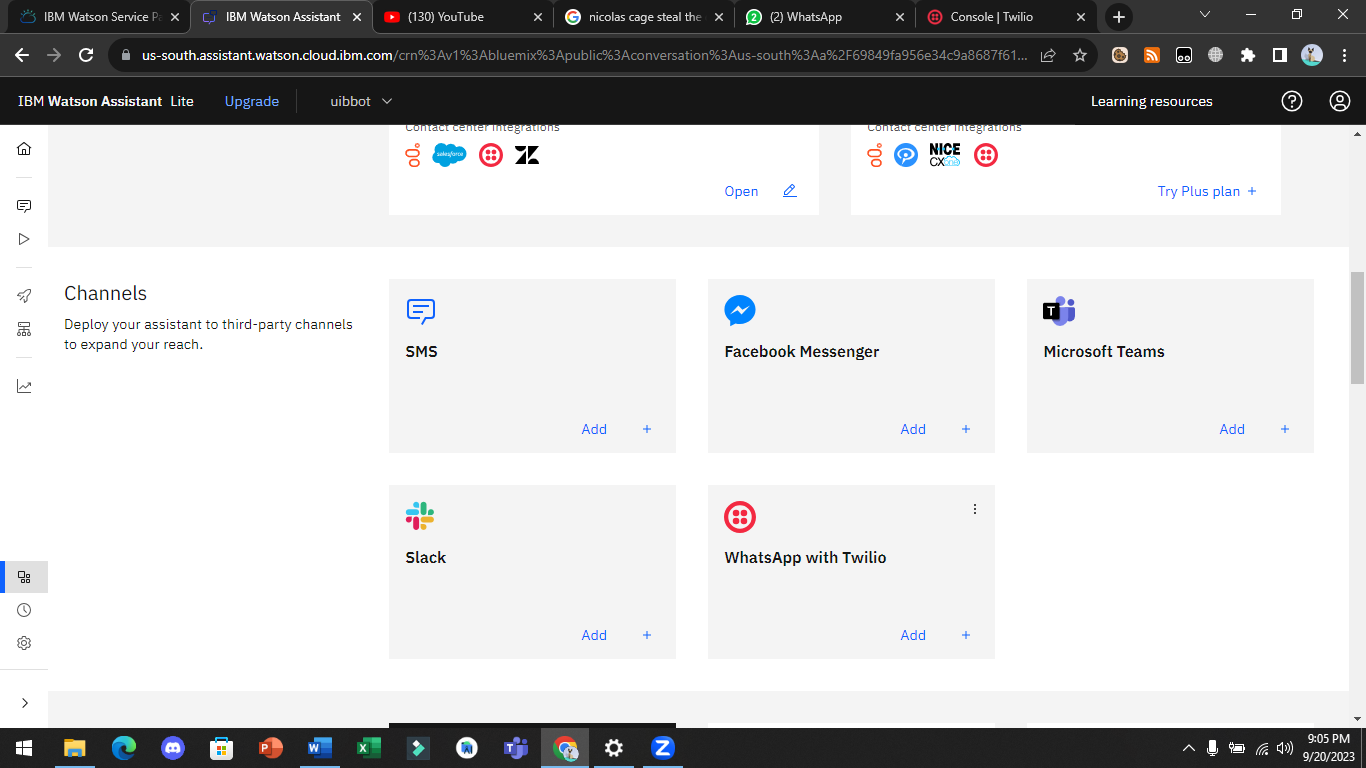 IBM Watson Service Pa
IBM Watson Assistant
(130) YouTube
nicolas cage steal the
(2) WhatsApp
Console | Twilio
us-south.assistant.watson.cloud.ibm.com/crn%3Av1%3Abluemix%3Apublic%3Aconversation%3Aus-south%3Aa%2F69849fa956e34c9a8687f61...
IBM Watson Assistant Lite
Upgrade
uibbot
Learning resources
Contact center integrations
Contact center integrations
salesforce
NICE
CXone
Open
Try Plus plan +
Channels
Deploy your assistant to third-party channels
to expand your reach.
SMS
Facebook Messenger
Microsoft Teams
Add +
Add +
Add +
Slack
WhatsApp with Twilio
Add +
Add +
9:05 PM
9/20/2023